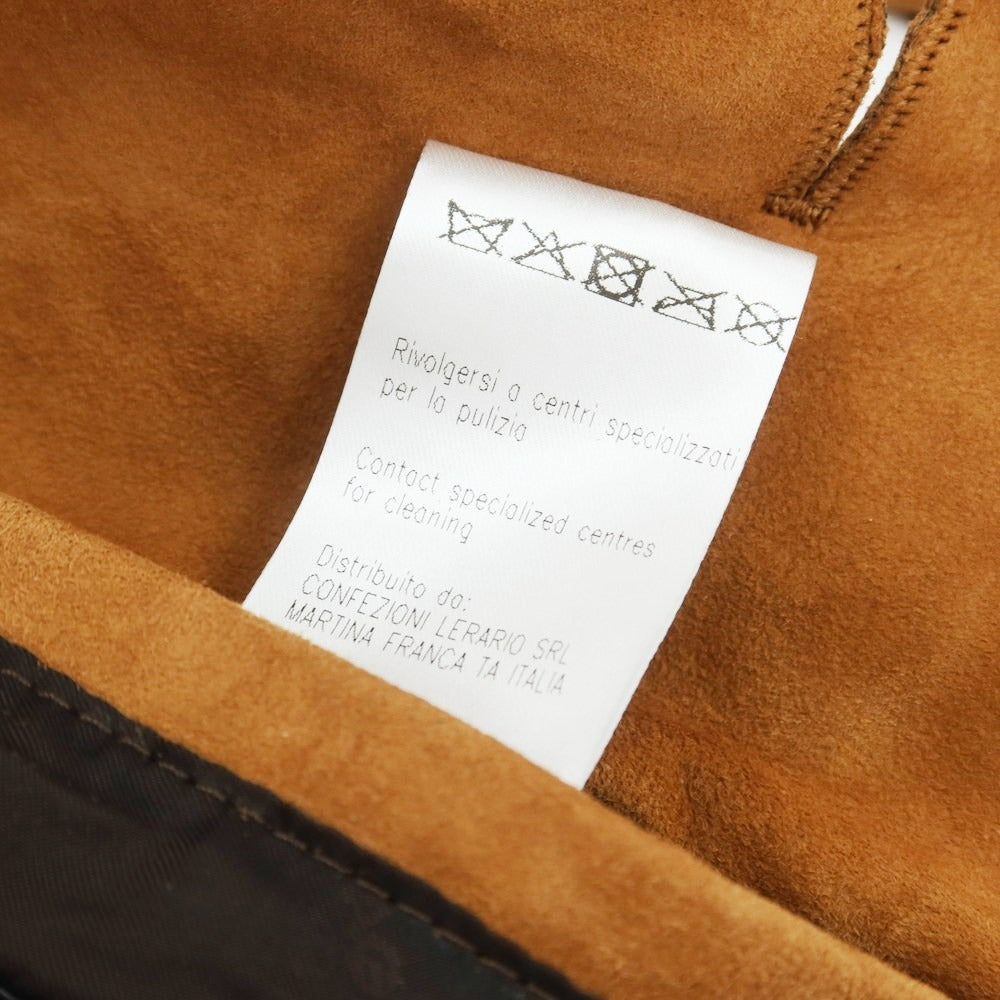 Rivolgersi a centri specializzati
per la pulizia
Contact specialized centres
for cleaning
Distribuito da:
CONFEZIONI LERARIO SRL
MARTINA FRANCA TA ITALIA